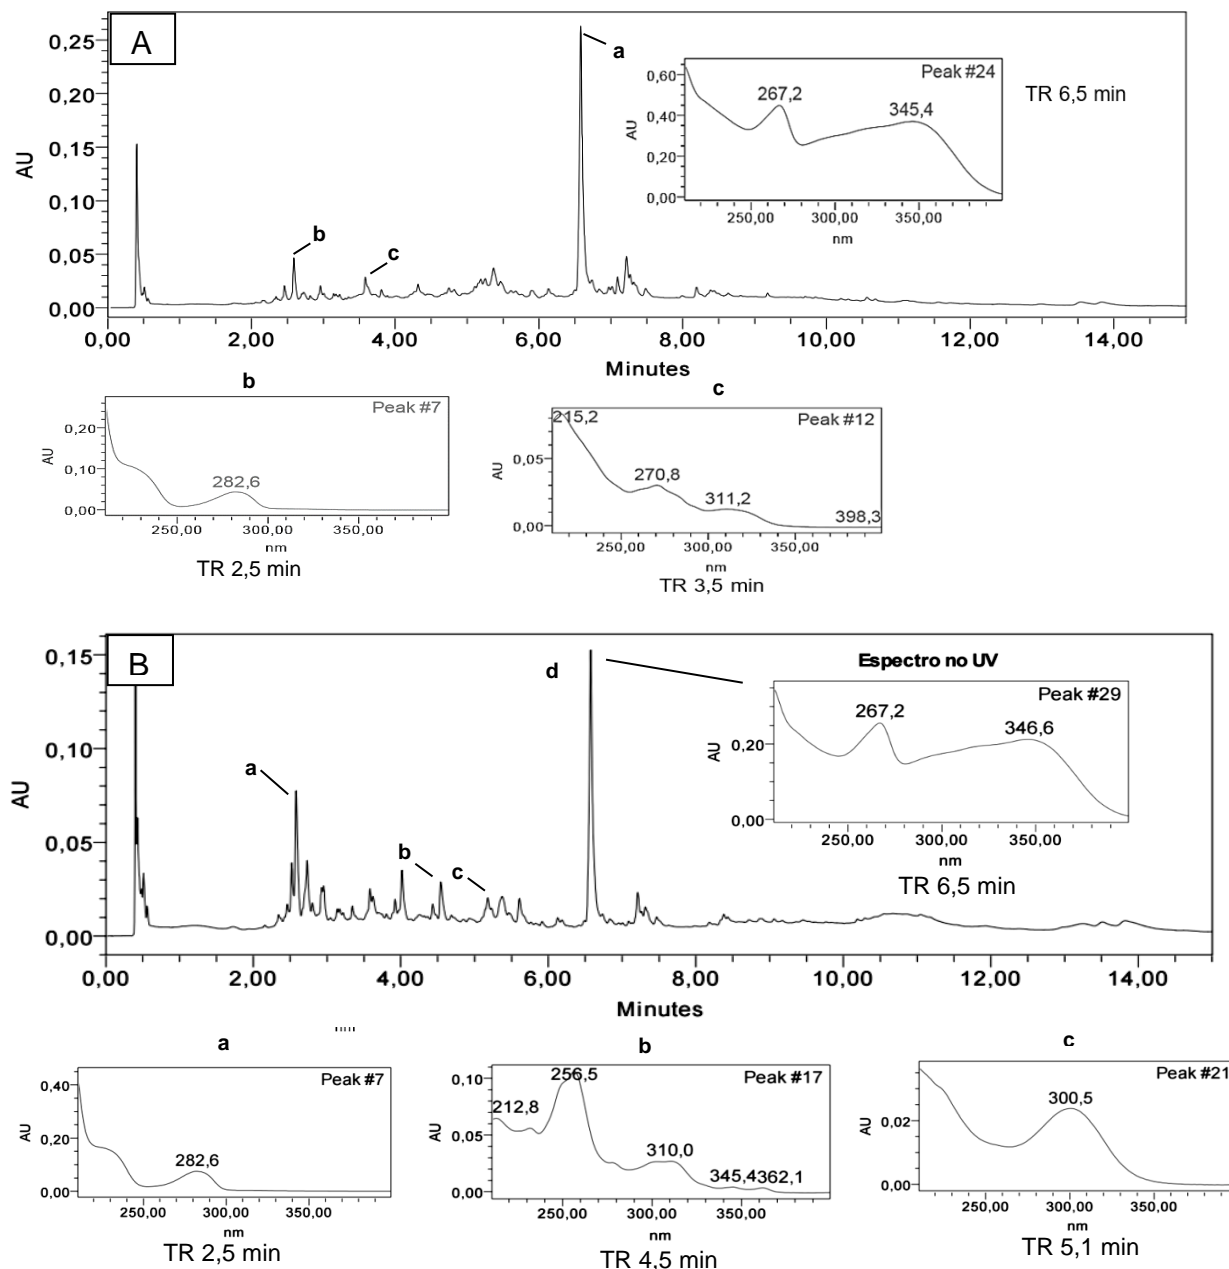 A
0,25
0,20
0,15
0,10
0,05
0,00
AU
a
b
c
0,00 2,00 4,00 6,00 8,00 10,00 12,00 14,00
Minutes
Peak #24
0,60
0,40
0,20
0,00
AU
267,2
345,4
250,00 300,00 350,00
nm
TR 6,5 min
b
Peak #7
0,20
0,10
0,00
AU
282,6
250,00 300,00 350,00
nm
TR 2,5 min
c
Peak #12
215,2
0,05
0,00
AU
270,8
311,2
398,3
250,00 300,00 350,00
nm
TR 3,5 min
B
0,15
0,10
0,05
0,00
AU
a
b
c
d
0,00 2,00 4,00 6,00 8,00 10,00 12,00 14,00
Minutes
Espectro no UV
Peak #29
0,20
0,00
AU
267,2
346,6
250,00 300,00 350,00
nm
TR 6,5 min
a
Peak #7
0,40
0,20
0,00
AU
282,6
250,00 300,00 350,00
nm
TR 2,5 min
b
Peak #17
0,10
0,05
0,00
AU
212,8
256,5
310,0
345,4362,1
250,00 300,00 350,00
nm
TR 4,5 min
c
Peak #21
0,02
0,00
AU
300,5
250,00 300,00 350,00
nm
TR 5,1 min